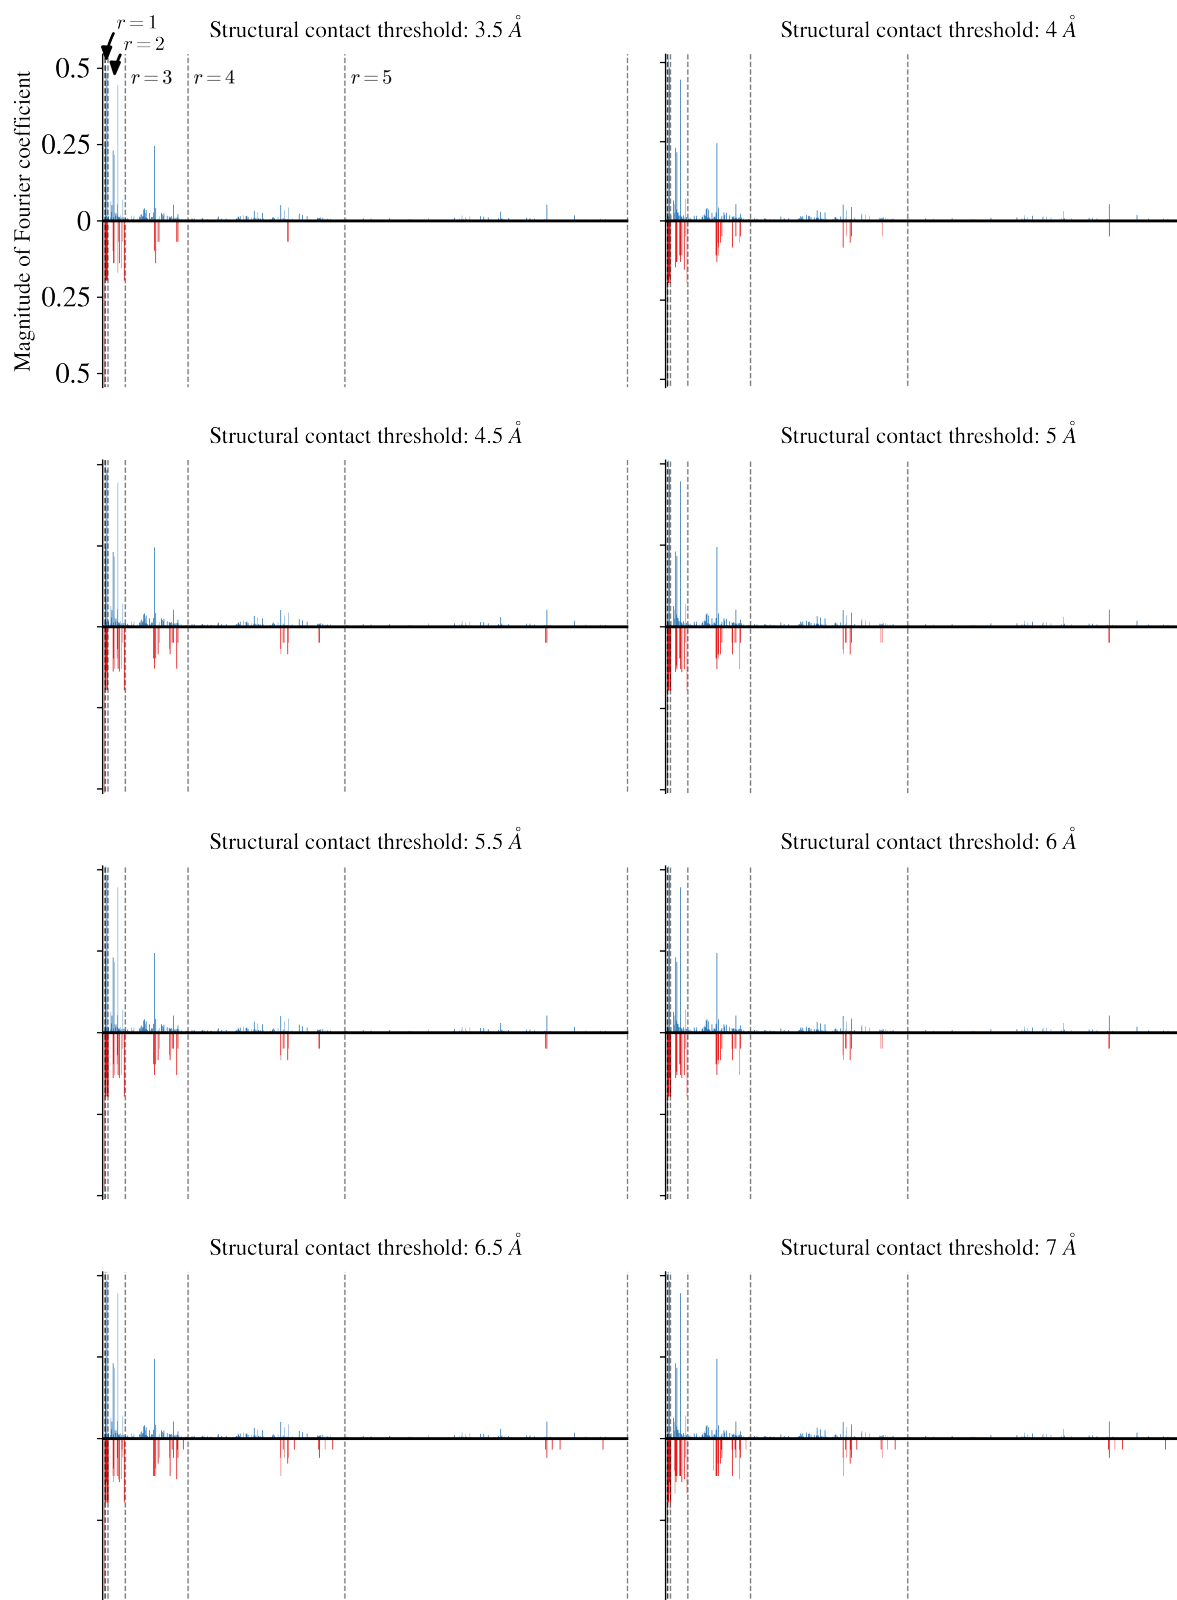 r = 1
r = 2
Structural contact threshold: 3.5 Å
Structural contact threshold: 4 Å
r = 3
r = 4
r = 5
Magnitude of Fourier coefficient
0.5
0.25
0
0.25
0.5
Structural contact threshold: 4.5 Å
Structural contact threshold: 5 Å
Structural contact threshold: 5.5 Å
Structural contact threshold: 6 Å
Structural contact threshold: 6.5 Å
Structural contact threshold: 7 Å